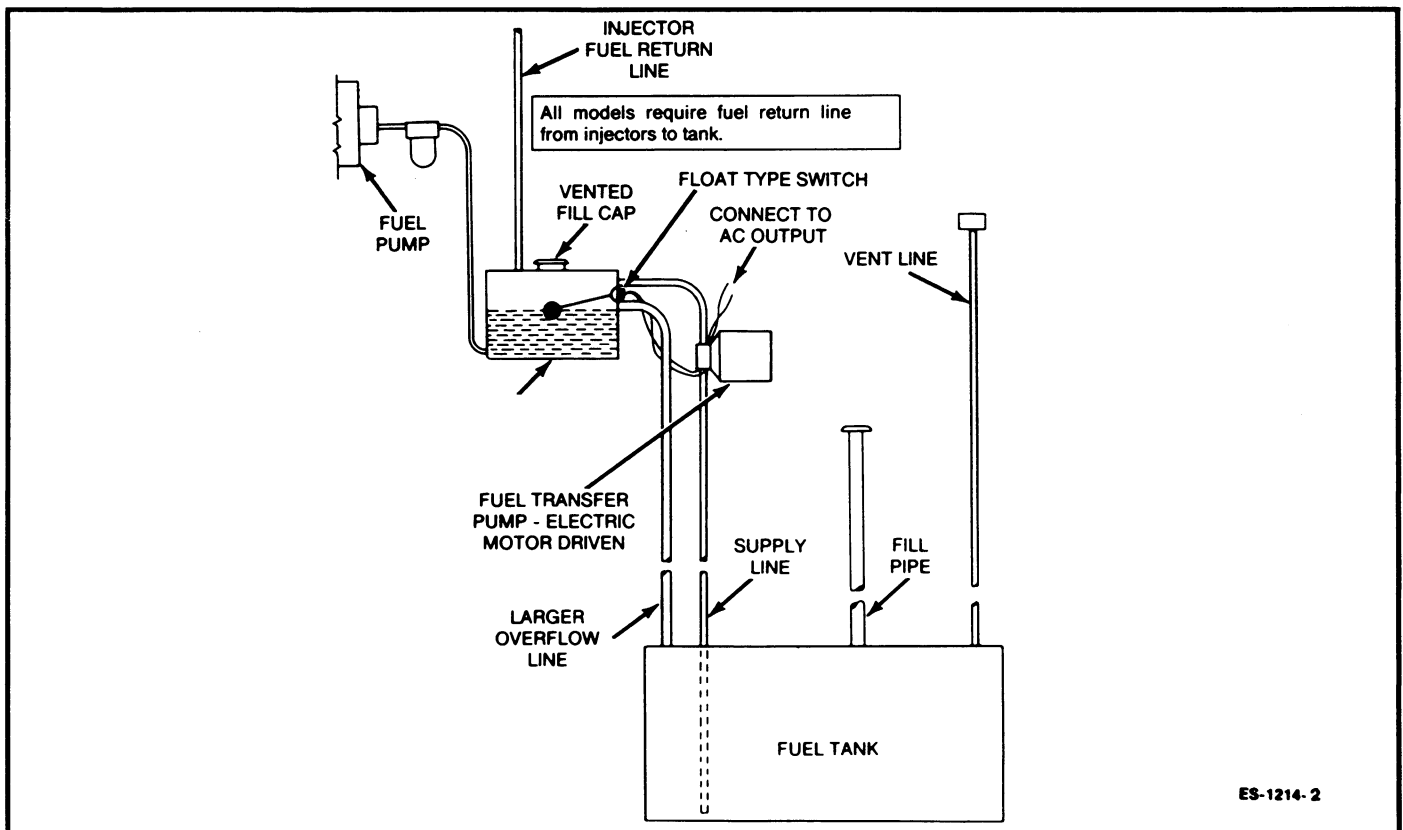 INJECTOR
FUEL RETURN
LINE
All models require fuel return line
from injectors to tank.
FUEL
PUMP
VENTED
FILL CAP
FLOAT TYPE SWITCH
CONNECT TO
AC OUTPUT
VENT LINE
FUEL TRANSFER
PUMP - ELECTRIC
MOTOR DRIVEN
SUPPLY
LINE
FILL
PIPE
LARGER
OVERFLOW
LINE
FUEL TANK
ES-1214-2